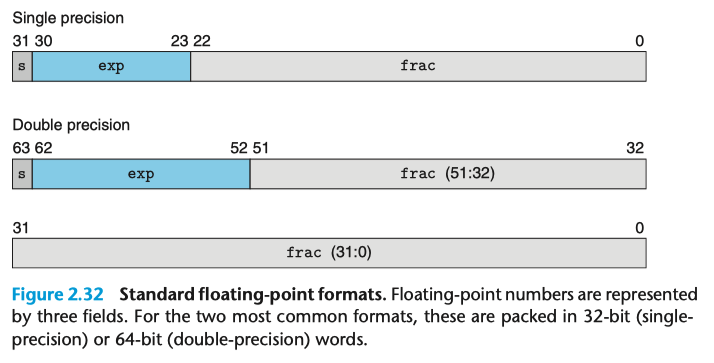 Single precision
31 30 23 22 0
s exp frac
Double precision
63 62 52 51 32
s exp frac (51:32)
31 0
frac (31:0)
Figure 2.32 Standard floating-point formats. Floating-point numbers are represented
by three fields. For the two most common formats, these are packed in 32-bit (single-
precision) or 64-bit (double-precision) words.